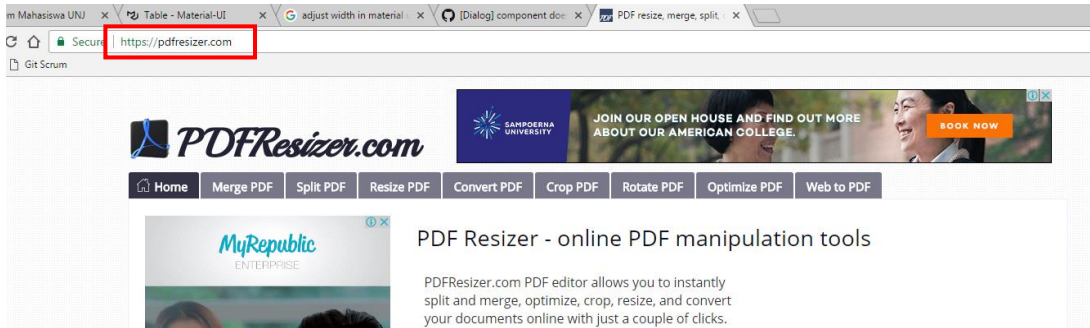 m Mahasiswa UNJ
Table - Material-UI
adjust width in material
[Dialog] component doe
PDF resize, merge, split,
Secure
https://pdfresizer.com
Git Scrum
PDFResizer.com
SAMPOERNA
UNIVERSITY
JOIN OUR OPEN HOUSE AND FIND OUT MORE
ABOUT OUR AMERICAN COLLEGE.
BOOK NOW
Home
Merge PDF
Split PDF
Resize PDF
Convert PDF
Crop PDF
Rotate PDF
Optimize PDF
Web to PDF
MyRepublic
ENTERPRISE
PDF Resizer - online PDF manipulation tools
PDFResizer.com PDF editor allows you to instantly
split and merge, optimize, crop, resize, and convert
your documents online with just a couple of clicks.